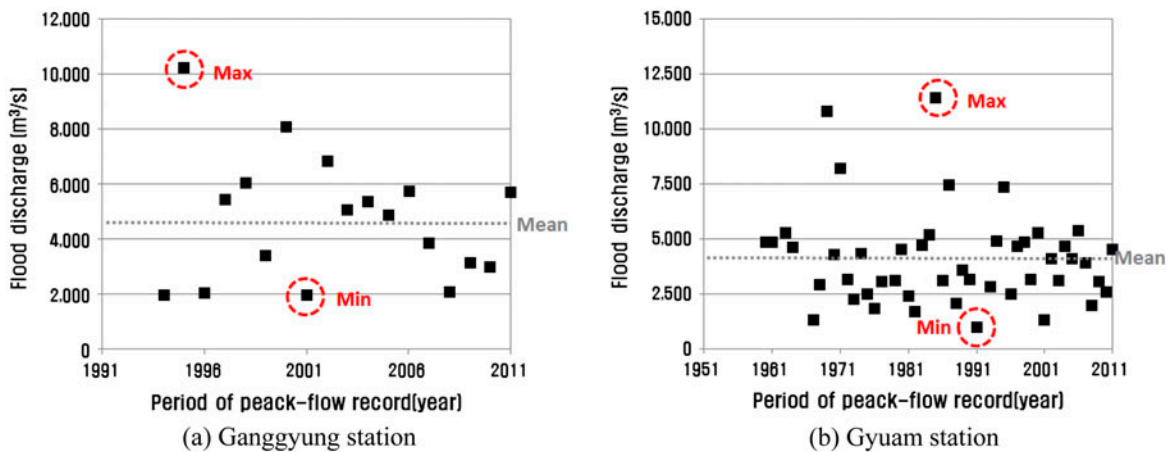 12.000
10.000
8.000
6.000
4.000
2.000
0
Flood discharge (m³/s)
Max
Mean
Min
1991 1996 2001 2006 2011
Period of peack-flow record(year)
(a) Ganggyung station
15.000
12.500
10.000
7.500
5.000
2.500
0
Flood discharge (m³/s)
Max
Mean
Min
1951 1961 1971 1981 1991 2001 2011
Period of peack-flow record(year)
(b) Gyuam station